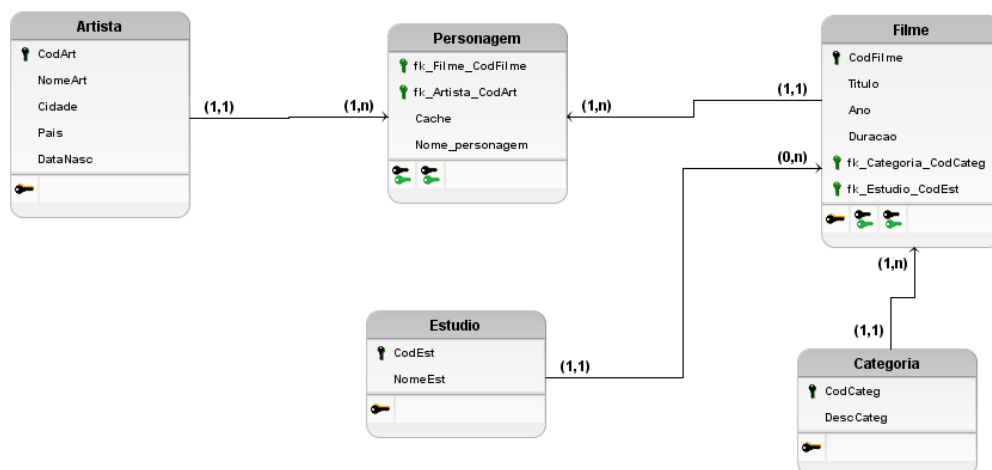 Artista
CodArt
NomeArt
Cidade
Pais
DataNasc
(1,1)
(1,n)
Personagem
fk_Filme_CodFilme
fk_Artista_CodArt
Cache
Nome_personagem
(1,n)
(1,1)
Filme
CodFilme
Titulo
Ano
Duracao
fk_Categoria_CodCateg
fk_Estudio_CodEst
(0,n)
(1,n)
Estudio
CodEst
NomeEst
(1,1)
(1,1)
Categoria
CodCateg
DescCateg